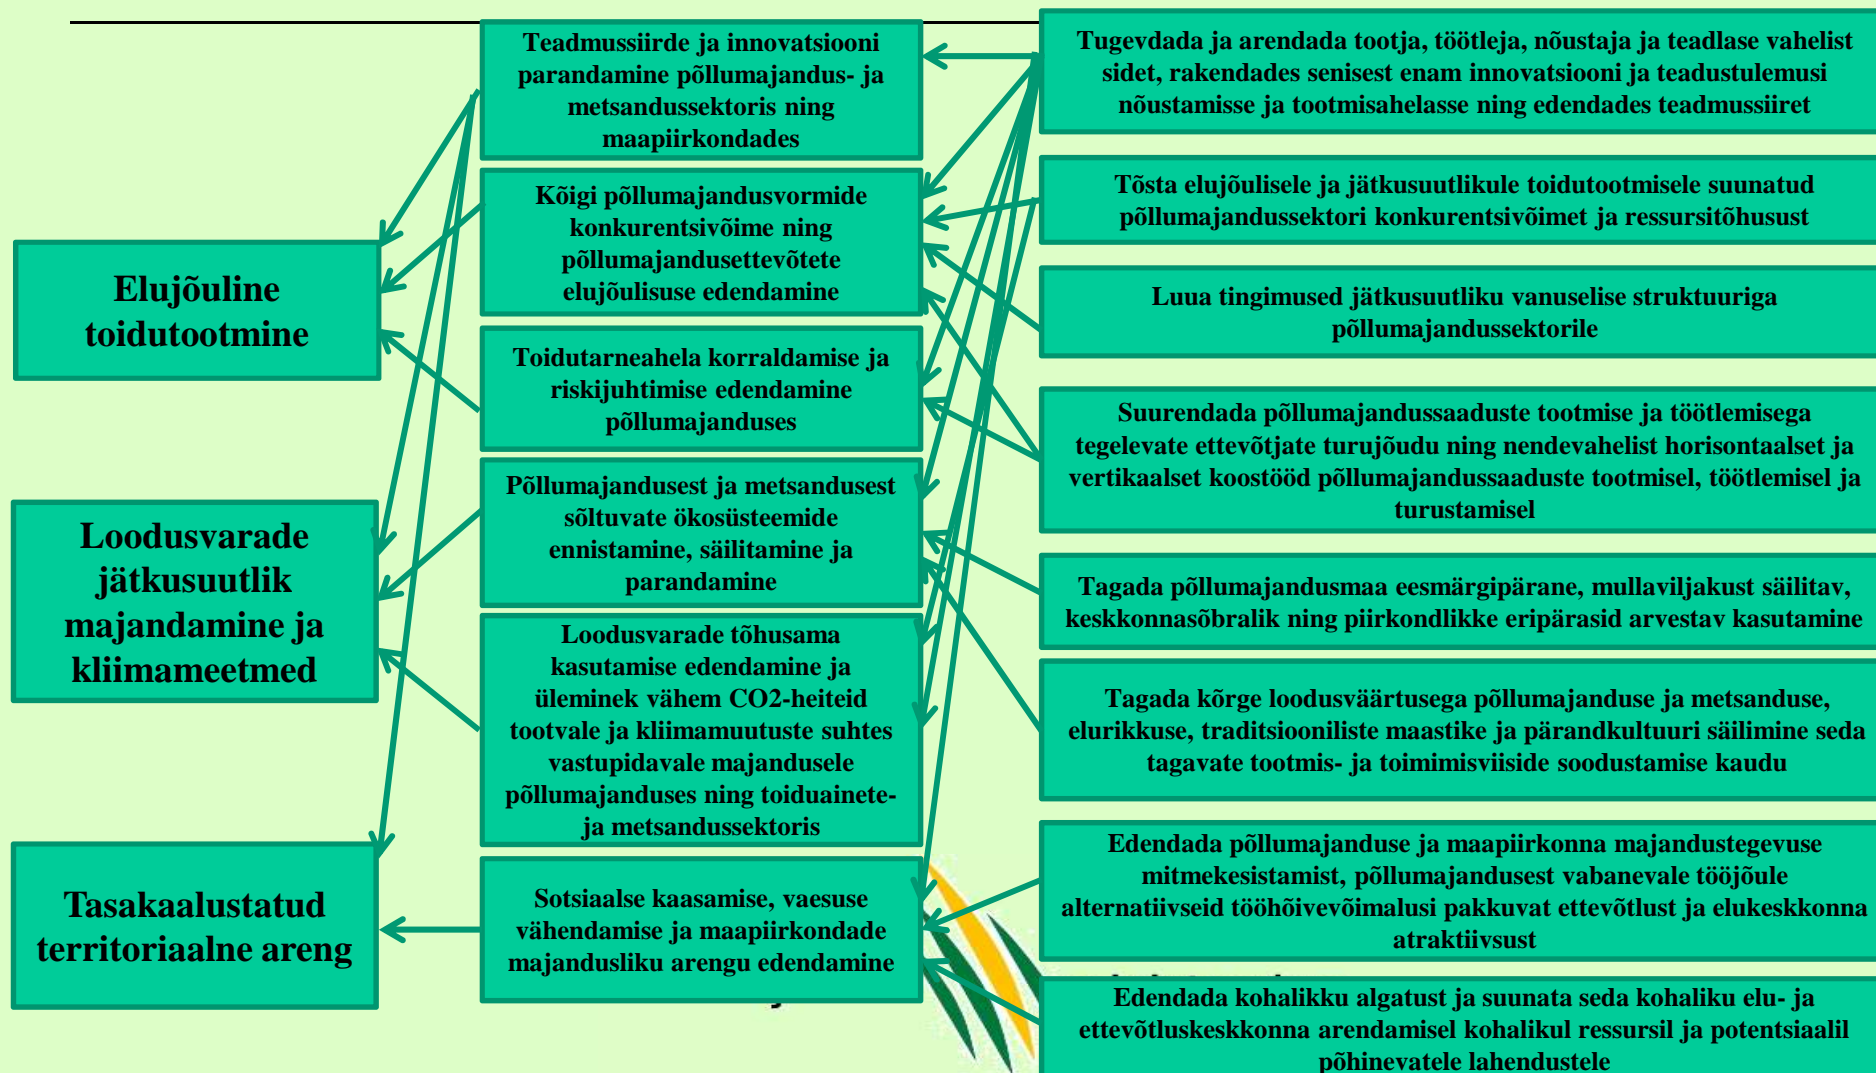 Elujõuline
toidutootmine
Loodusvarade
jätkusuutlik
majandamine ja
kliimameetmed
Tasakaalustatud
territoriaalne areng
Teadmussiirde ja innovatsiooni
parandamine põllumajandus- ja
metsandussektoris ning
maapiirkondades
Kõigi põllumajandusvormide
konkurentsivõime ning
põllumajandusettevõtete
elujõulisuse edendamine
Toidutarneahela korraldamise ja
riskijuhtimise edendamine
põllumajanduses
Põllumajandusest ja metsandusest
sõltuvate ökosüsteemide
ennistamine, säilitamine ja
parandamine
Loodusvarade tõhusama
kasutamise edendamine ja
üleminek vähem CO2-heiteid
tootvale ja kliimamuutuste suhtes
vastupidavale majandusele
põllumajanduses ning toiduainete-
ja metsandussektoris
Sotsiaalse kaasamise, vaesuse
vähendamise ja maapiirkondade
majandusliku arengu edendamine
Tugevdada ja arendada tootja, töötleja, nõustaja ja teadlase vahelist
sidet, rakendades senisest enam innovatsiooni ja teadustulemusi
nõustamisse ja tootmisahelasse ning edendades teadmussiiret
Tõsta elujõulisele ja jätkusuutlikule toidutootmisele suunatud
põllumajandussektori konkurentsivõimet ja ressursitõhusust
Luua tingimused jätkusuutliku vanuselise struktuuriga
põllumajandussektorile
Suurendada põllumajandussaaduste tootmise ja töötlemisega
tegelevate ettevõtjate turujõudu ning nendevahelist horisontaalset ja
vertikaalset koostööd põllumajandussaaduste tootmisel, töötlemisel ja
turustamisel
Tagada põllumajandusmaa eesmärgipärane, mullaviljakust säilitav,
keskkonnasõbralik ning piirkondlikke eripärasid arvestav kasutamine
Tagada kõrge loodusväärtusega põllumajanduse ja metsanduse,
elurikkuse, traditsiooniliste maastike ja pärandkultuuri säilimine seda
tagavate tootmis- ja toimimisviiside soodustamise kaudu
Edendada põllumajanduse ja maapiirkonna majandustegevuse
mitmekesistamist, põllumajandusest vabanevale tööjõule
alternatiivseid tööhõivevõimalusi pakkuvat ettevõtlust ja elukeskkonna
atraktiivsust
Edendada kohalikku algatust ja suunata seda kohaliku elu- ja
ettevõtluskeskkonna arendamisel kohalikul ressursil ja potentsiaalil
põhinevatele lahendustele